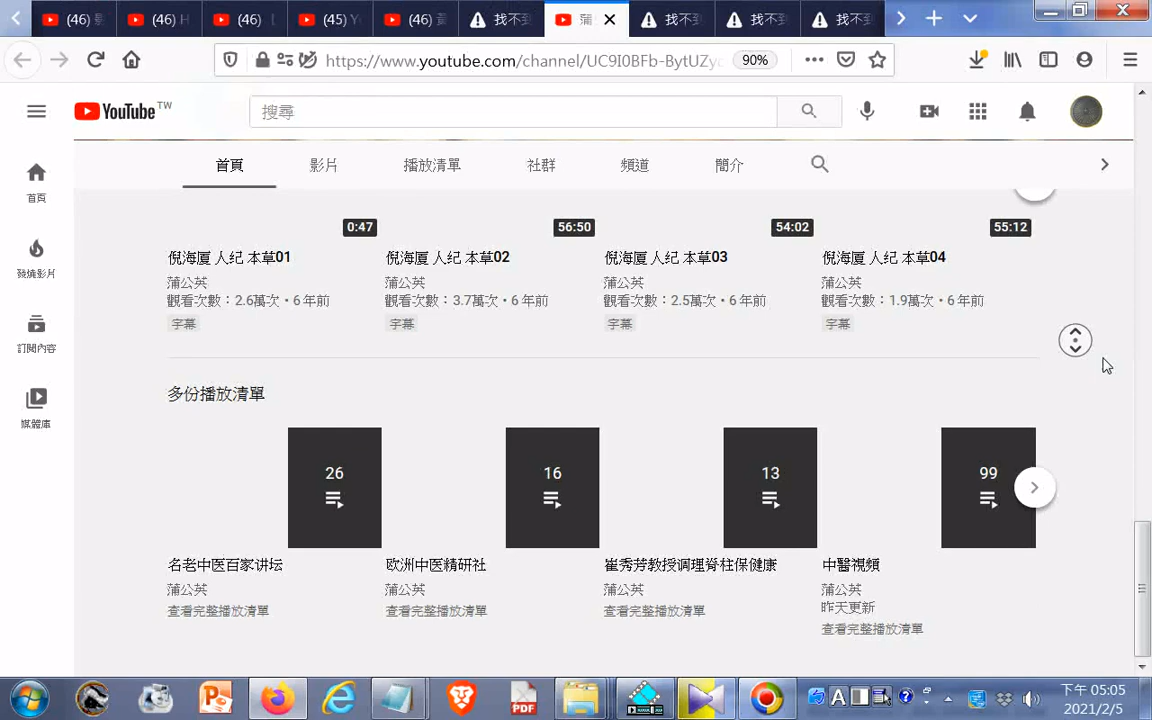 (46)
(46) H
(46)
(45) Y
(46)
找不到
蒲
找不到
找不到
找不到
https://www.youtube.com/channel/UC9I0BFb-BytUZy
90%
YouTube TW
搜尋
首頁
影片
播放清單
社群
頻道
簡介
首頁
發燒影片
訂閱內容
媒體庫
0:47
56:50
54:02
55:12
倪海厦 人纪 本草01
倪海厦 人纪 本草02
倪海厦 人纪 本草03
倪海厦 人纪 本草04
蒲公英
蒲公英
蒲公英
蒲公英
觀看次數：2.6萬次・6 年前
觀看次數：3.7萬次・6 年前
觀看次數：2.5萬次・6 年前
觀看次數：1.9萬次・6 年前
字幕
字幕
字幕
字幕
多份播放清單
26
16
13
99
名老中医百家讲坛
欧洲中医精研社
崔秀芳教授调理脊柱保健康
中醫視頻
蒲公英
蒲公英
蒲公英
蒲公英
昨天更新
查看完整播放清單
查看完整播放清單
查看完整播放清單
查看完整播放清單
PDF
A
下午 05:05
2021/2/5